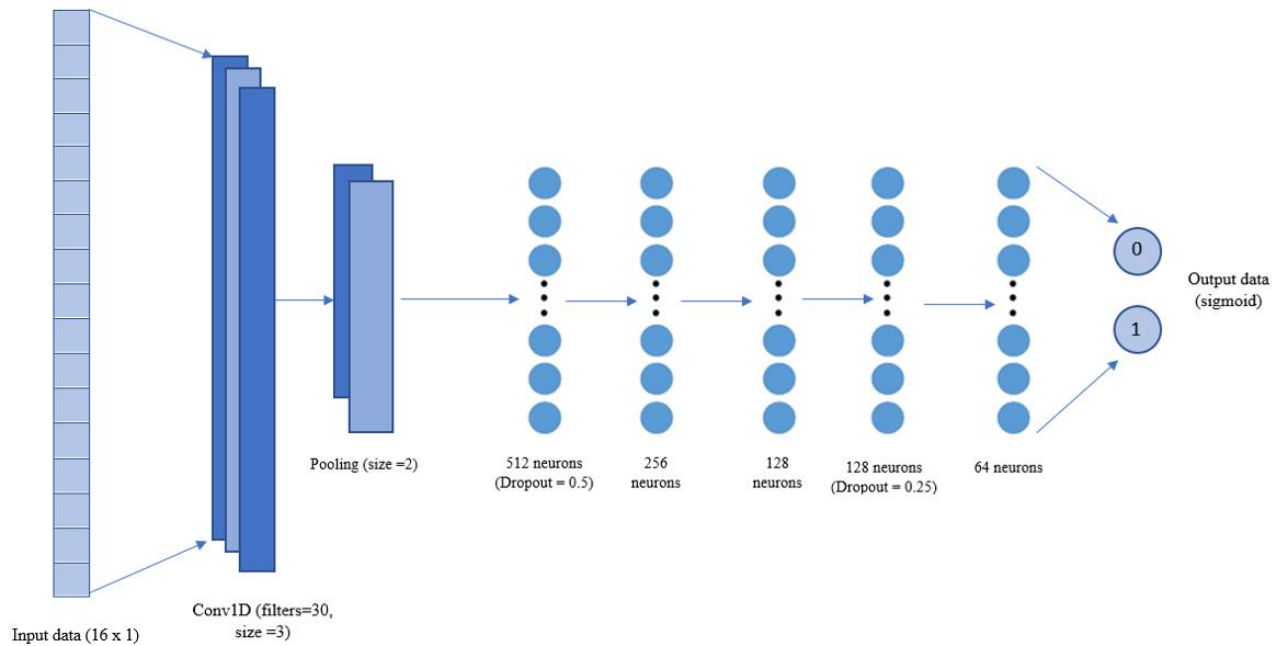 0
1
Output data
(sigmoid)
Pooling (size =2)
512 neurons
(Dropout = 0.5)
256
neurons
128
neurons
128 neurons
(Dropout = 0.25)
64 neurons
Input data (16 x 1)
Conv1D (filters=30,
size =3)